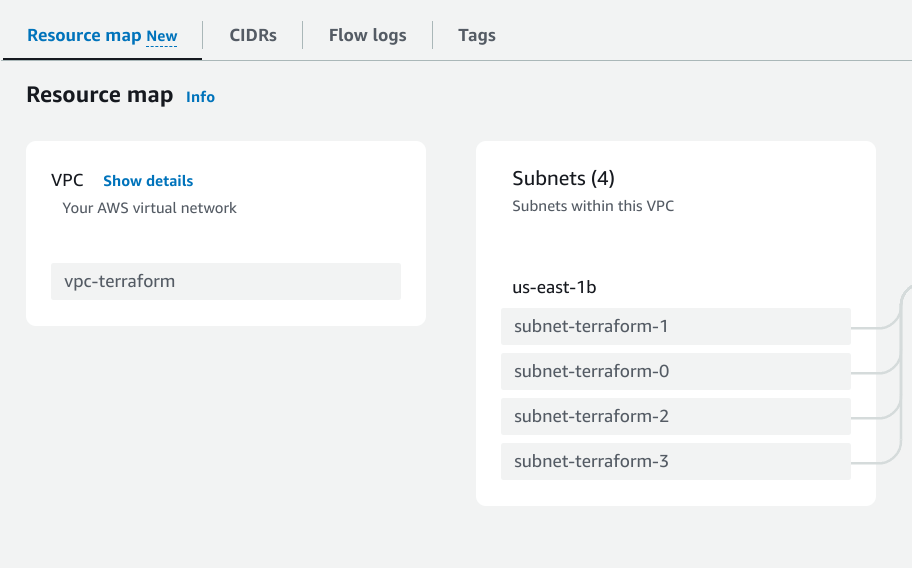 Resource map New CIDRs Flow logs Tags
Resource map Info
VPC Show details
Your AWS virtual network
vpc-terraform
Subnets (4)
Subnets within this VPC
us-east-1b
subnet-terraform-1
subnet-terraform-0
subnet-terraform-2
subnet-terraform-3